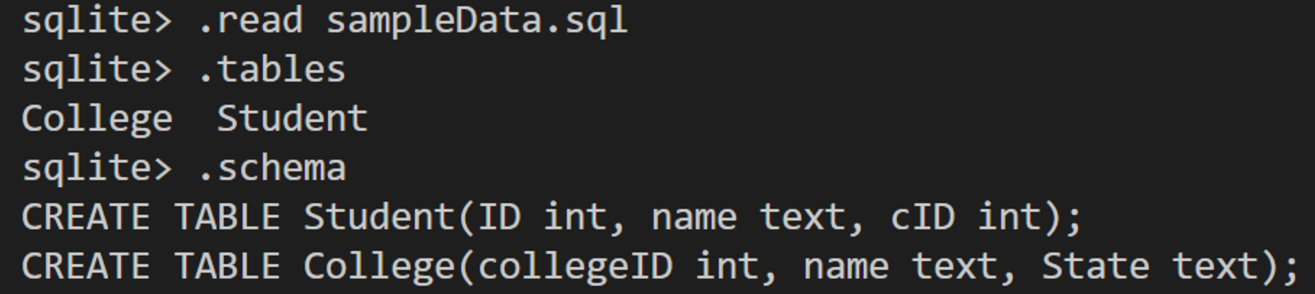 sqlite> .read sampleData.sql
sqlite> .tables
College  Student
sqlite> .schema
CREATE TABLE Student(ID int, name text, cID int);
CREATE TABLE College(collegeID int, name text, State text);